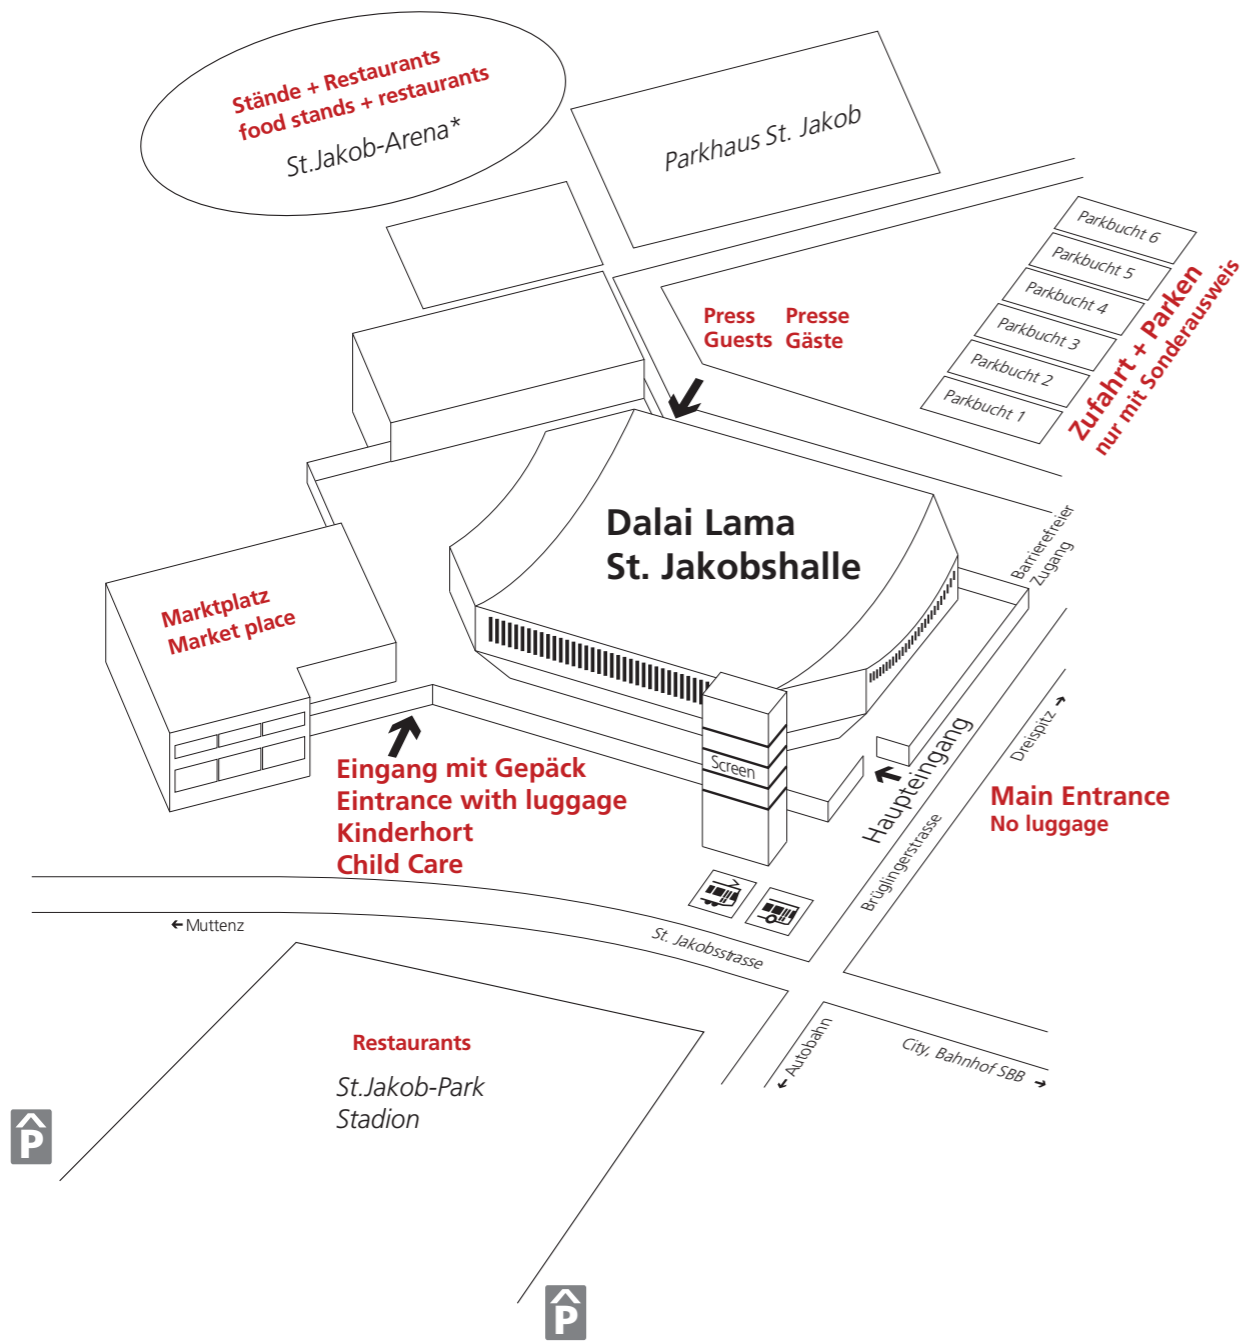 Stände + Restaurants
food stands + restaurants
St.Jakob-Arena*
Parkhaus St. Jakob
Parkbucht 6
Parkbucht 5
Parkbucht 4
Parkbucht 3
Parkbucht 2
Parkbucht 1
Zufahrt + Parken
nur mit Sonderausweis
Press Presse
Guests Gäste
Dalai Lama
St. Jakobshalle
Barrierefreier
Zugang
Marktplatz
Market place
Screen
Eingang mit Gepäck
Eintrance with luggage
Kinderhort
Child Care
Haupteingang
Main Entrance
No luggage
Dreispitz
Brüglingerstrasse
Muttenz
St. Jakobsstrasse
Autobahn
City, Bahnhof SBB
Restaurants
St.Jakob-Park
Stadion
P
P